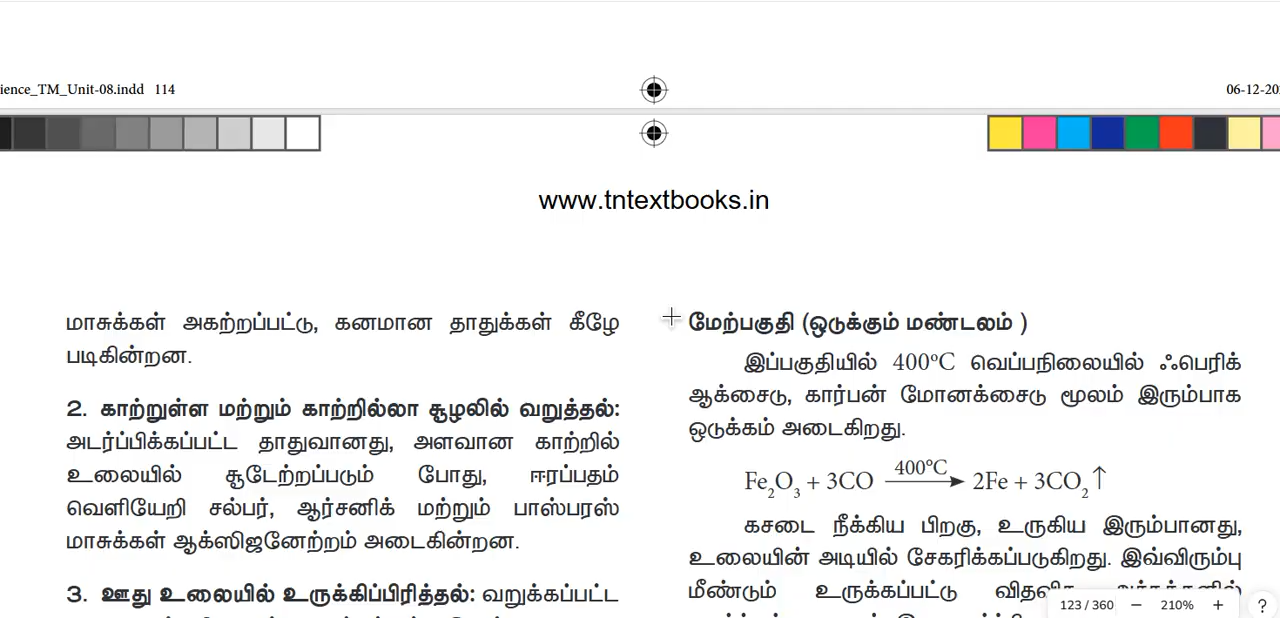 ience_TM_Unit-08.indd 114
06-12-20
www.tntextbooks.in
மாசுக்கள் அகற்றப்பட்டு, கனமான தாதுக்கள் கீழே
படிகின்றன.
2. காற்றுள்ள மற்றும் காற்றில்லா சூழலில் வறுத்தல்:
அடர்ப்பிக்கப்பட்ட தாதுவானது, அளவான காற்றில்
உலையில் சூடேற்றப்படும் போது, ஈரப்பதம்
வெளியேறி சல்பர், ஆர்சனிக் மற்றும் பாஸ்பரஸ்
மாசுக்கள் ஆக்ஸிஜனேற்றம் அடைகின்றன.
3. ஊது உலையில் உருக்கிப்பிரித்தல்: வறுக்கப்பட்ட
மேற்பகுதி (ஒடுக்கும் மண்டலம் )
இப்பகுதியில் 400°C வெப்பநிலையில் ஃபெரிக்
ஆக்சைடு, கார்பன் மோனக்சைடு மூலம் இரும்பாக
ஒடுக்கம் அடைகிறது.
Fe₂O₃ + 3CO 400°C → 2Fe + 3CO₂↑
கசடை நீக்கிய பிறகு, உருகிய இரும்பானது,
உலையின் அடியில் சேகரிக்கப்படுகிறது. இவ்விரும்பு
மீண்டும் உருக்கப்பட்டு
123 / 360 − 210% + ?